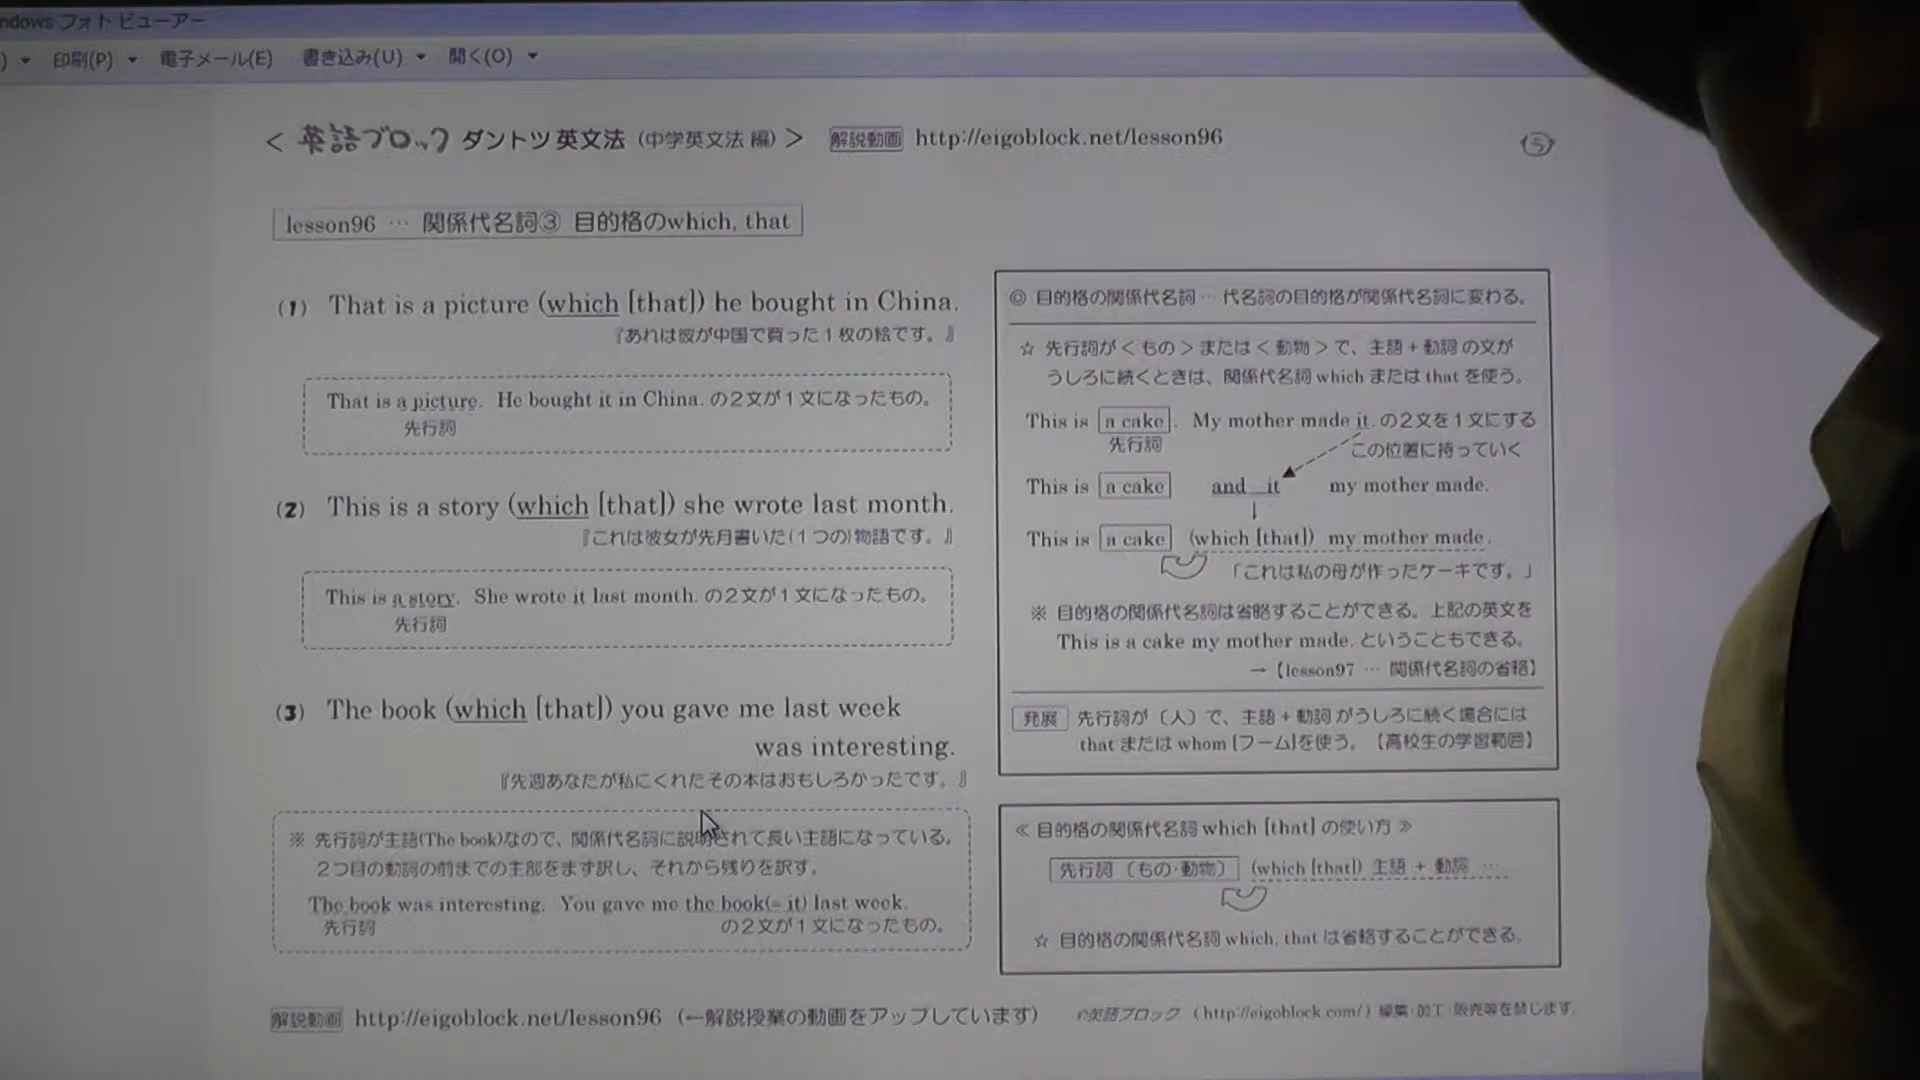 ndows フォト ビューアー
印刷(P) 電子メール(E) 書き込み(U) 開く(O)
< 英語ブロック ダントツ 英文法 (中学英文法 編) > 解説動画 http://eigoblock.net/lesson96
⑤
lesson96 … 関係代名詞③ 目的格のwhich, that
(1) That is a picture (which [that]) he bought in China.
『あれは彼が中国で買った１枚の絵です。』
That is a picture. He bought it in China. の２文が１文になったもの。
先行詞
(2) This is a story (which [that]) she wrote last month.
『これは彼女が先月書いた(１つの)物語です。』
This is a story. She wrote it last month. の２文が１文になったもの。
先行詞
(3) The book (which [that]) you gave me last week
was interesting.
『先週あなたが私にくれたその本はおもしろかったです。』
※ 先行詞が主語(The book)なので、関係代名詞に説明されて長い主語になっている。
２つ目の動詞の前までの主部をまず訳し、それから残りを訳す。
The book was interesting. You gave me the book(= it) last week.
先行詞 の２文が１文になったもの。
◎ 目的格の関係代名詞 … 代名詞の目的格が関係代名詞に変わる。
☆ 先行詞が < もの > または < 動物 > で、主語 + 動詞 の文が
うしろに続くときは、関係代名詞 which または that を使う。
This is a cake . My mother made it. の２文を１文にする
先行詞 この位置に持っていく
This is a cake and it my mother made.
↓
This is a cake (which [that]) my mother made.
「これは私の母が作ったケーキです。」
※ 目的格の関係代名詞は省略することができる。上記の英文を
This is a cake my mother made. ということもできる。
→【lesson97 … 関係代名詞の省略】
発展 先行詞が〔人〕で、主語 + 動詞 がうしろに続く場合には
that または whom [フーム]を使う。【高校生の学習範囲】
≪ 目的格の関係代名詞 which [that] の使い方 ≫
先行詞〔もの・動物〕 (which [that]) 主語 + 動詞 …
☆ 目的格の関係代名詞 which, that は省略することができる。
解説動画 http://eigoblock.net/lesson96 (←解説授業の動画をアップしています)
©英語ブロック (http://eigoblock.com/) 編集・加工・販売等を禁じます。